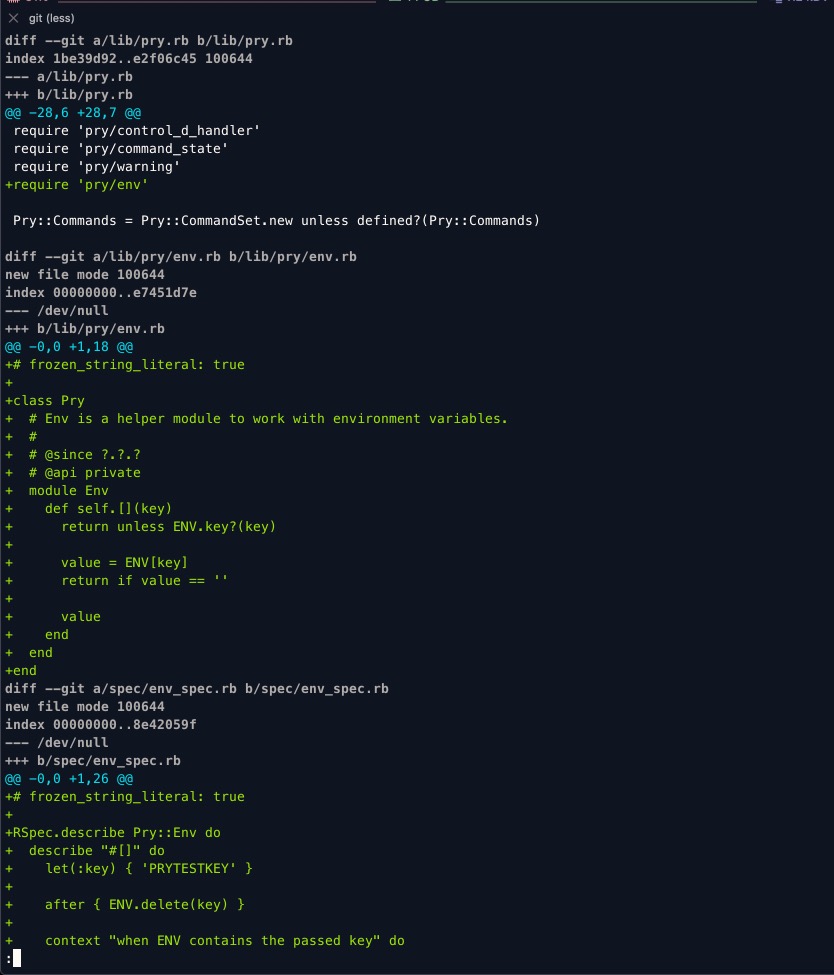 git (less)
diff --git a/lib/pry.rb b/lib/pry.rb
index 1be39d92..e2f06c45 100644
--- a/lib/pry.rb
+++ b/lib/pry.rb
@@ -28,6 +28,7 @@
 require 'pry/control_d_handler'
 require 'pry/command_state'
 require 'pry/warning'
+require 'pry/env'

 Pry::Commands = Pry::CommandSet.new unless defined?(Pry::Commands)

diff --git a/lib/pry/env.rb b/lib/pry/env.rb
new file mode 100644
index 00000000..e7451d7e
--- /dev/null
+++ b/lib/pry/env.rb
@@ -0,0 +1,18 @@
+# frozen_string_literal: true
+
+class Pry
+  # Env is a helper module to work with environment variables.
+  #
+  # @since ?.?.?
+  # @api private
+  module Env
+    def self.[](key)
+      return unless ENV.key?(key)
+
+      value = ENV[key]
+      return if value == ''
+
+      value
+    end
+  end
+end
diff --git a/spec/env_spec.rb b/spec/env_spec.rb
new file mode 100644
index 00000000..8e42059f
--- /dev/null
+++ b/spec/env_spec.rb
@@ -0,0 +1,26 @@
+# frozen_string_literal: true
+
+RSpec.describe Pry::Env do
+  describe "#[]" do
+    let(:key) { 'PRYTESTKEY' }
+
+    after { ENV.delete(key) }
+
+    context "when ENV contains the passed key" do
: